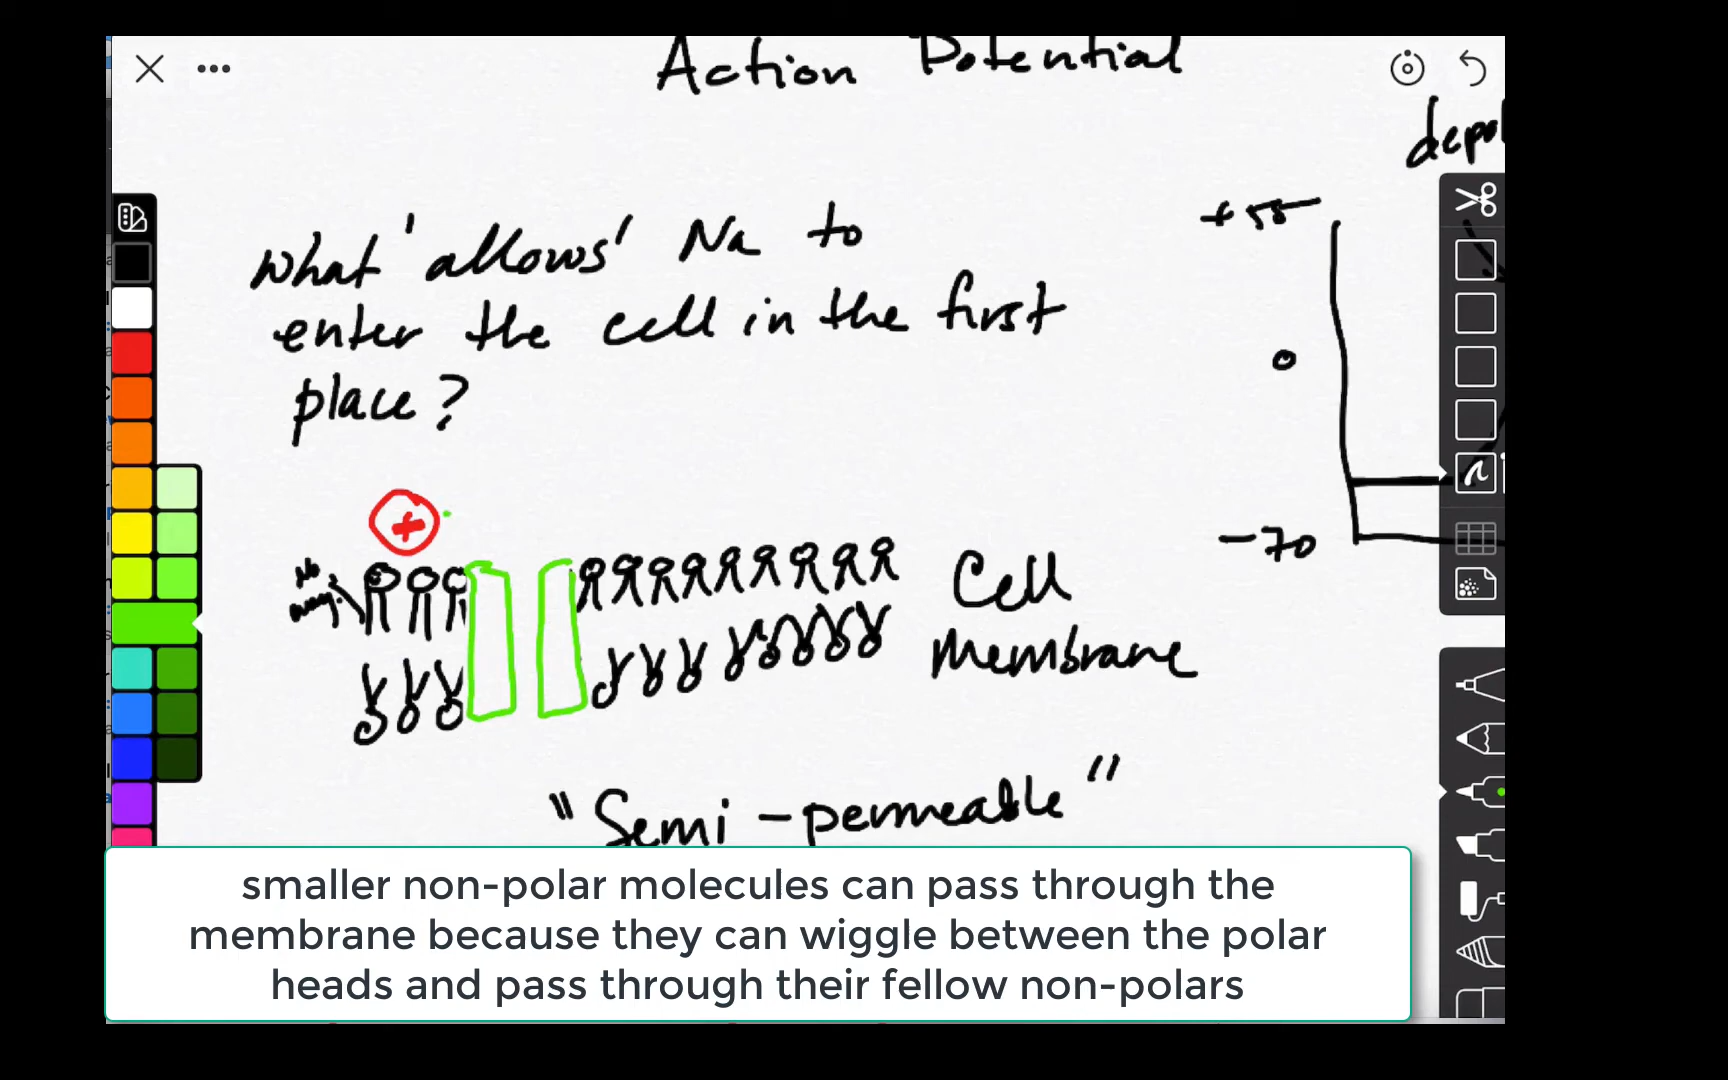 Action Potential
depol
What 'allows' Na to
enter the cell in the first
place?
+55
0
-70
+
No
way!
Cell
Membrane
"Semi-permeable"
smaller non-polar molecules can pass through the
membrane because they can wiggle between the polar
heads and pass through their fellow non-polars